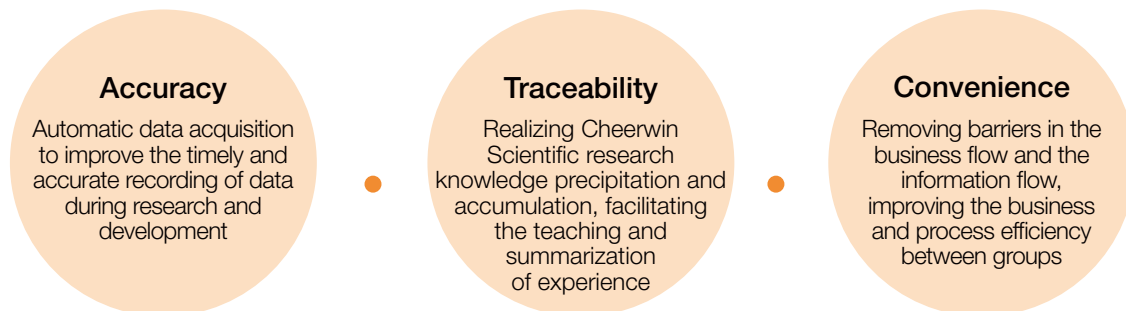 Accuracy
Automatic data acquisition
to improve the timely and
accurate recording of data
during research and
development
Traceability
Realizing Cheerwin
Scientific research
knowledge precipitation and
accumulation, facilitating
the teaching and
summarization
of experience
Convenience
Removing barriers in the
business flow and the
information flow,
improving the business
and process efficiency
between groups